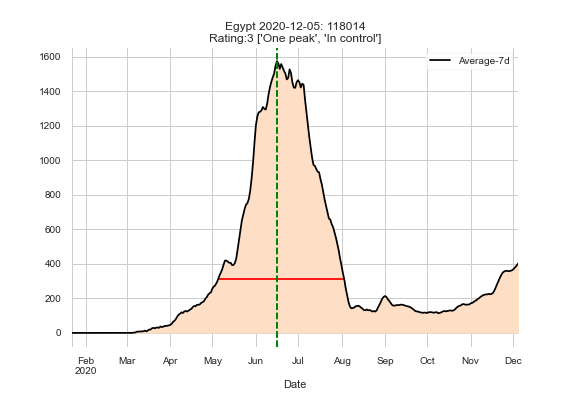 Egypt 2020-12-05: 118014
Rating:3 ['One peak', 'In control']
Average-7d
1600
1400
1200
1000
800
600
400
200
0
Feb Mar Apr May Jun Jul Aug Sep Oct Nov Dec
2020
Date